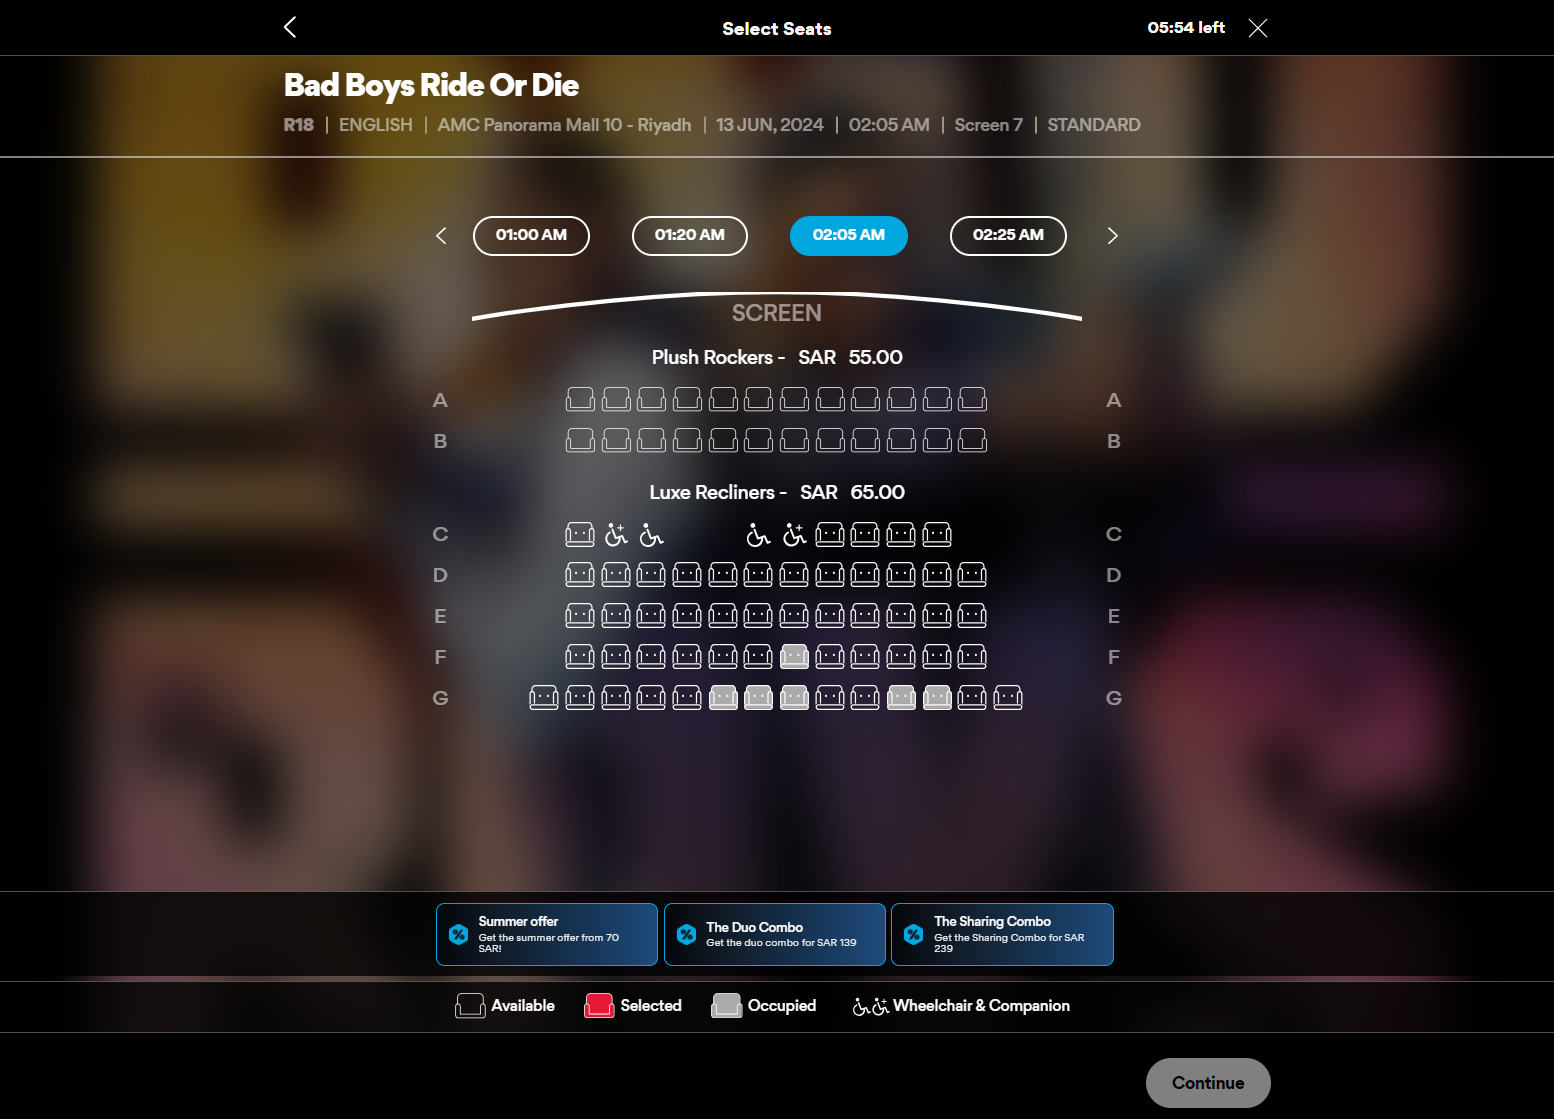 Select Seats
05:54 left
Bad Boys Ride Or Die
R18 | ENGLISH | AMC Panorama Mall 10 - Riyadh | 13 JUN, 2024 | 02:05 AM | Screen 7 | STANDARD
01:00 AM
01:20 AM
02:05 AM
02:25 AM
SCREEN
Plush Rockers - SAR 55.00
A A
B B
Luxe Recliners - SAR 65.00
C C
D D
E E
F F
G G
Summer offer
Get the summer offer from 70
SAR!
The Duo Combo
Get the duo combo for SAR 139
The Sharing Combo
Get the Sharing Combo for SAR
239
Available
Selected
Occupied
Wheelchair & Companion
Continue